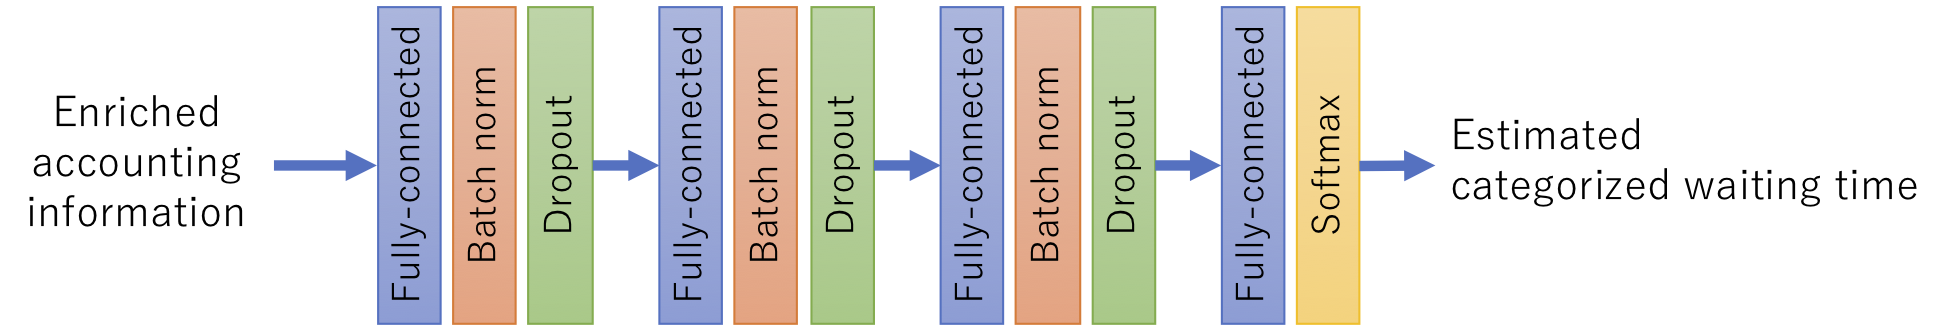 Enriched
accounting
information
Fully-connected
Batch norm
Dropout
Fully-connected
Batch norm
Dropout
Fully-connected
Batch norm
Dropout
Fully-connected
Softmax
Estimated
categorized waiting time